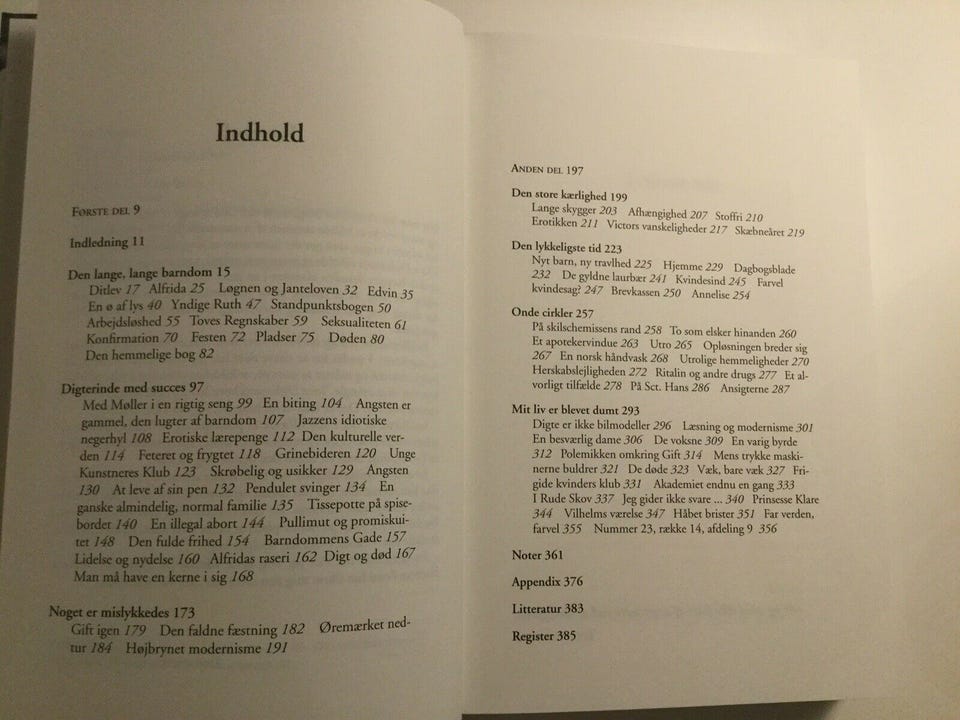 Indhold
FØRSTE DEL 9
Indledning 11
Den lange, lange barndom 15
Ditlev 17 Alfrida 25 Løgnen og Janteloven 32 Edvin 35
En ø af lys 40 Yndige Ruth 47 Standpunktsbogen 50
Arbejdsløshed 55 Toves Regnskaber 59 Seksualiteten 61
Konfirmation 70 Festen 72 Pladser 75 Døden 80
Den hemmelige bog 82
Digterinde med succes 97
Med Møller i en rigtig seng 99 En biting 104 Angsten er
gammel, den lugter af barndom 107 Jazzens idiotiske
negerhyl 108 Erotiske lærepenge 112 Den kulturelle ver-
den 114 Feteret og frygtet 118 Grinebideren 120 Unge
Kunstneres Klub 123 Skrøbelig og usikker 129 Angsten
130 At leve af sin pen 132 Pendulet svinger 134 En
ganske almindelig, normal familie 135 Tissepotte på spise-
bordet 140 En illegal abort 144 Pullimut og promiskui-
tet 148 Den fulde frihed 154 Barndommens Gade 157
Lidelse og nydelse 160 Alfridas raseri 162 Digt og død 167
Man må have en kerne i sig 168
Noget er mislykkedes 173
Gift igen 179 Den faldne fæstning 182 Øremærket ned-
tur 184 Højbrynet modernisme 191
ANDEN DEL 197
Den store kærlighed 199
Lange skygger 203 Afhængighed 207 Stoffri 210
Erotikken 211 Victors vanskeligheder 217 Skæbneåret 219
Den lykkeligste tid 223
Nyt barn, ny travlhed 225 Hjemme 229 Dagbogsblade
232 De gyldne laurbær 241 Kvindesind 245 Farvel
kvindesag? 247 Brevkassen 250 Annelise 254
Onde cirkler 257
På skilschemissens rand 258 To som elsker hinanden 260
Et apotekervindue 263 Utro 265 Opløsningen breder sig
267 En norsk håndvask 268 Utrolige hemmeligheder 270
Herskabslejligheden 272 Ritalin og andre drugs 277 Et al-
vorligt tilfælde 278 På Sct. Hans 286 Ansigterne 287
Mit liv er blevet dumt 293
Digte er ikke bilmodeller 296 Læsning og modernisme 301
En besværlig dame 306 De voksne 309 En varig byrde
312 Polemikken omkring Gift 314 Mens trykke maski-
nerne buldrer 321 De døde 323 Væk, bare væk 327 Fri-
gide kvinders klub 331 Akademiet endnu en gang 333
I Rude Skov 337 Jeg gider ikke svare ... 340 Prinsesse Klare
344 Vilhelms værelse 347 Håbet brister 351 Far verden,
farvel 355 Nummer 23, række 14, afdeling 9 356
Noter 361
Appendix 376
Litteratur 383
Register 385